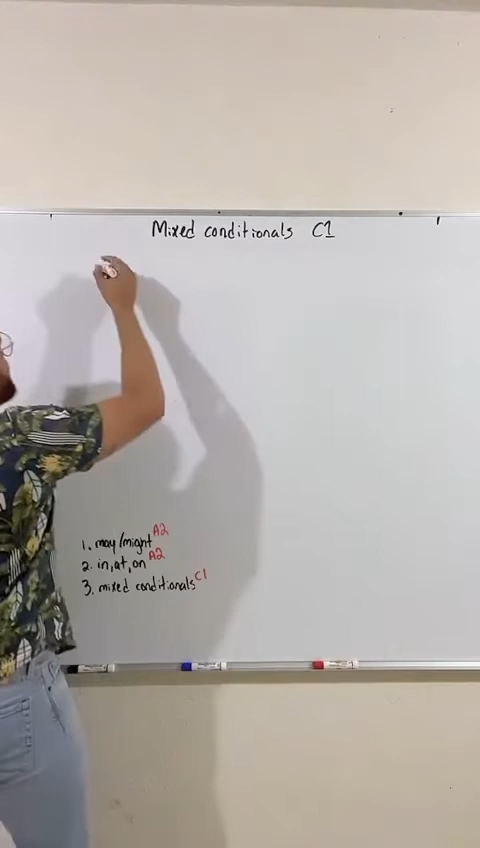 Mixed conditionals C1
1. may/might A2
2. in, at, on A2
3. mixed conditionals C1